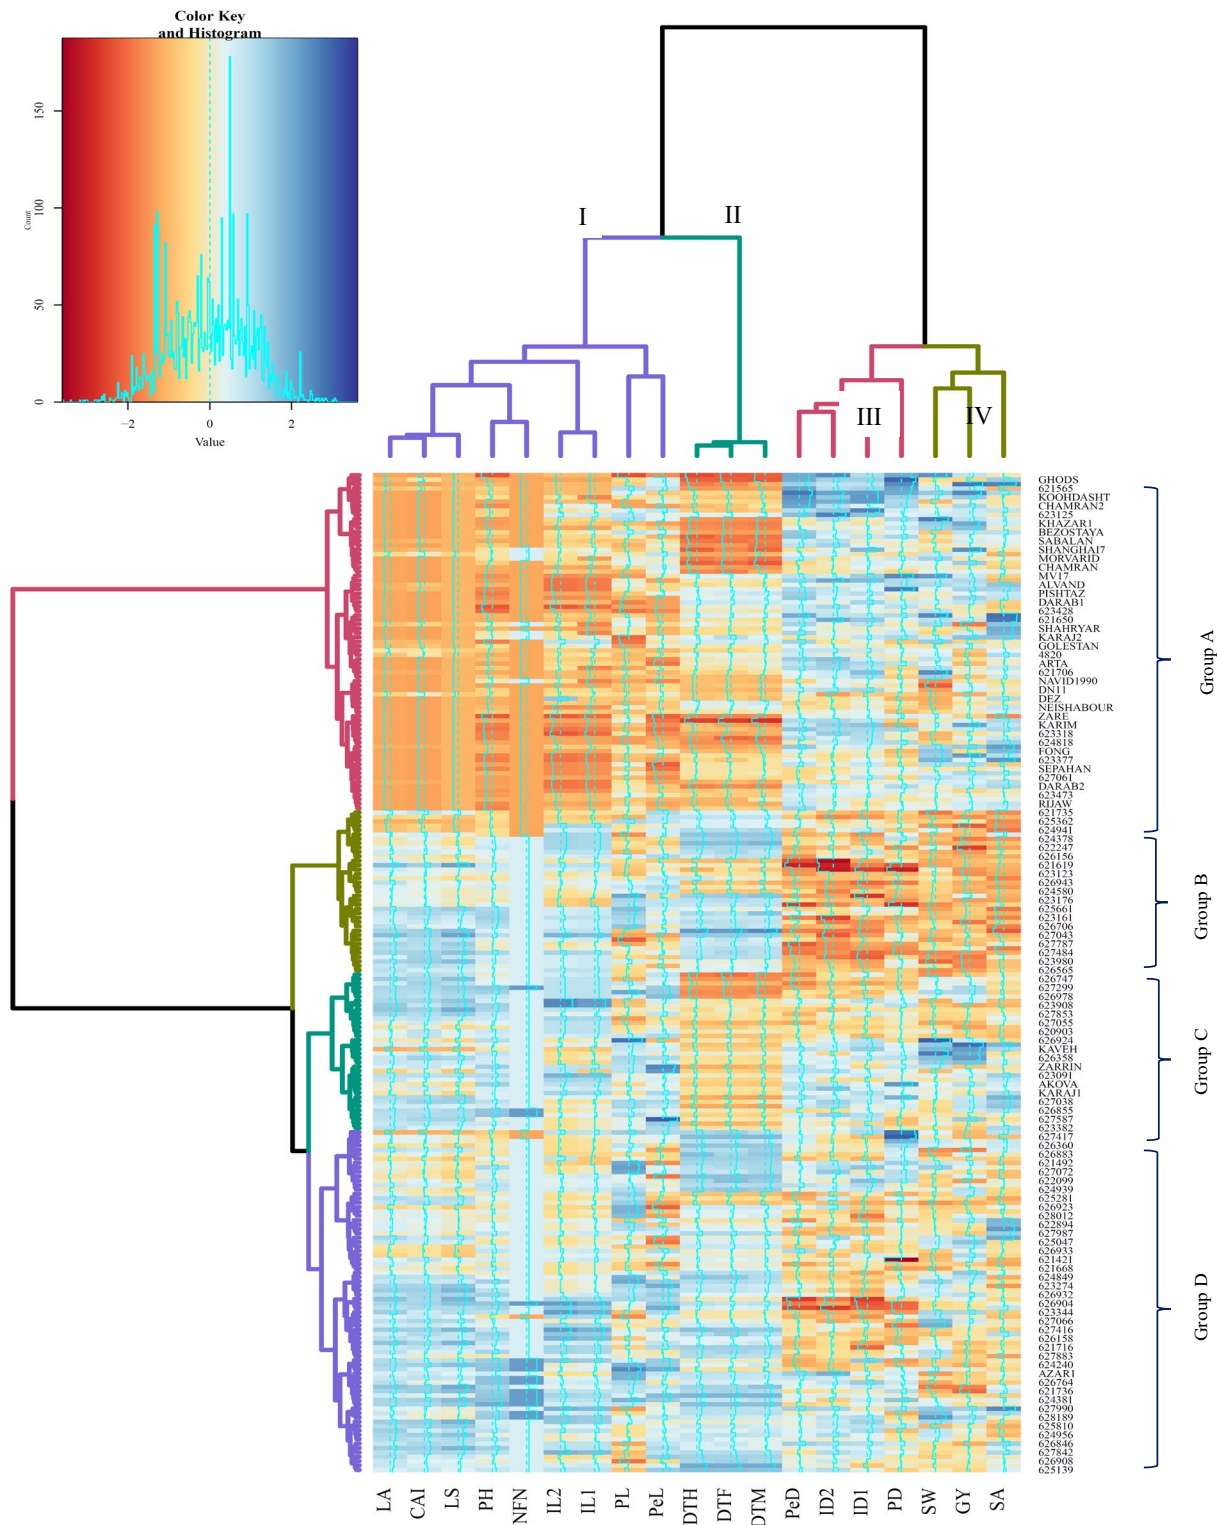 Color Key
and Histogram
Count
150
100
50
0
−2
0
2
Value
I
II
III
IV
GHODS
621565
KOOHDASHT
CHAMRAN2
623125
KHAZAR1
BEZOSTAYA
SABALAN
SHANGHAI7
MORVARID
CHAMRAN
MV17
ALVAND
PISHTAZ
DARAB1
623428
621650
SHAHRYAR
KARAJ2
GOLESTAN
4820
ARTA
621706
NAVID1990
DN11
DEZ
NEISHABOUR
ZARE
KARIM
623318
624818
FONG
623377
SEPAHAN
627061
DARAB2
623473
RIJAW
621735
625362
624941
624378
622247
626156
621619
623123
626943
624580
623176
625661
623161
626706
627043
627787
627484
623980
626565
626747
627299
626978
623908
627853
627055
620903
626924
KAVEH
626358
ZARRIN
623091
AKOVA
KARAJ1
627038
626855
627587
623382
627417
626360
626883
621492
627072
622099
624939
625281
626923
628012
622894
627987
625047
626933
621421
621668
624849
623274
626932
626904
623344
627066
627416
626158
621716
627883
624240
AZAR1
626764
621736
624381
627990
628189
625810
624956
626846
627842
626908
625139
Group A
Group B
Group C
Group D
LA
CAI
LS
PH
NFN
IL2
IL1
PL
PeL
DTH
DTF
DTM
PeD
ID2
ID1
PD
SW
GY
SA